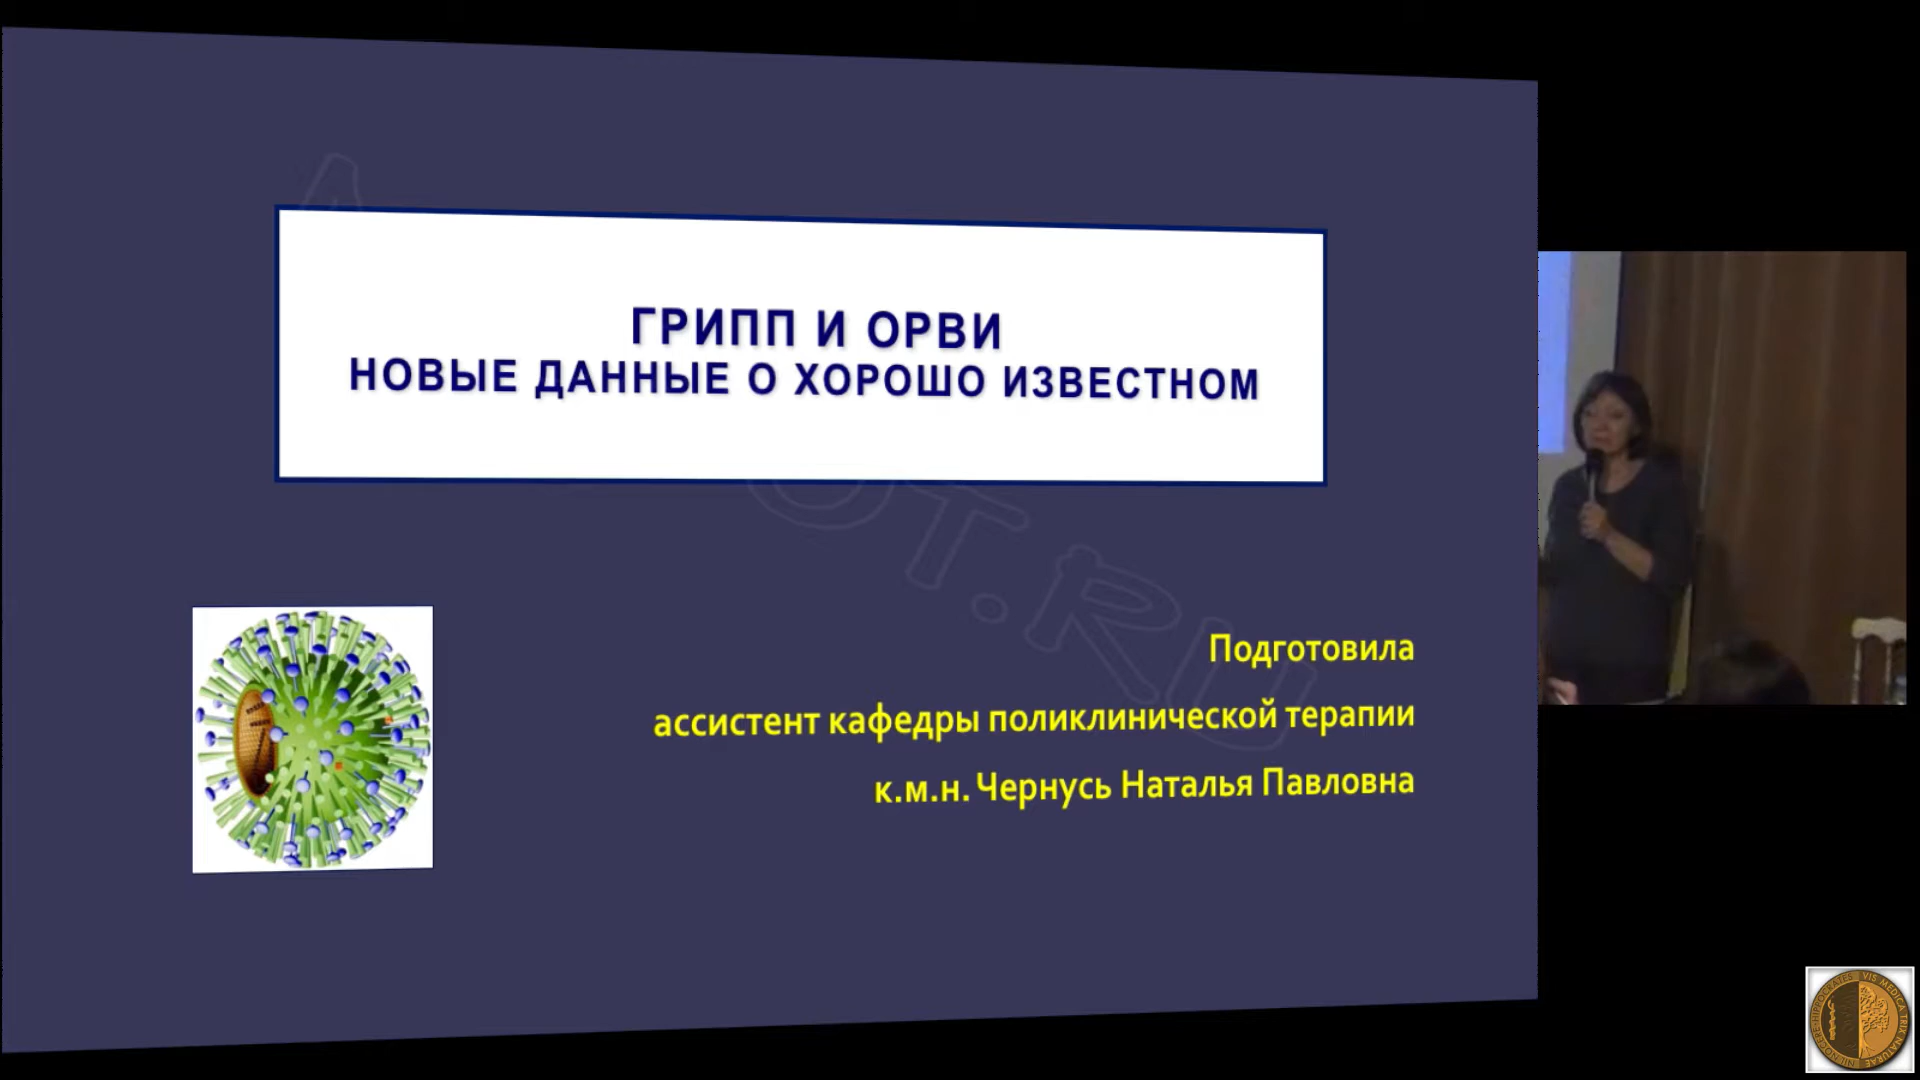 ГРИПП И ОРВИ
НОВЫЕ ДАННЫЕ О ХОРОШО ИЗВЕСТНОМ
Подготовила
ассистент кафедры поликлинической терапии
к.м.н. Чернусь Наталья Павловна